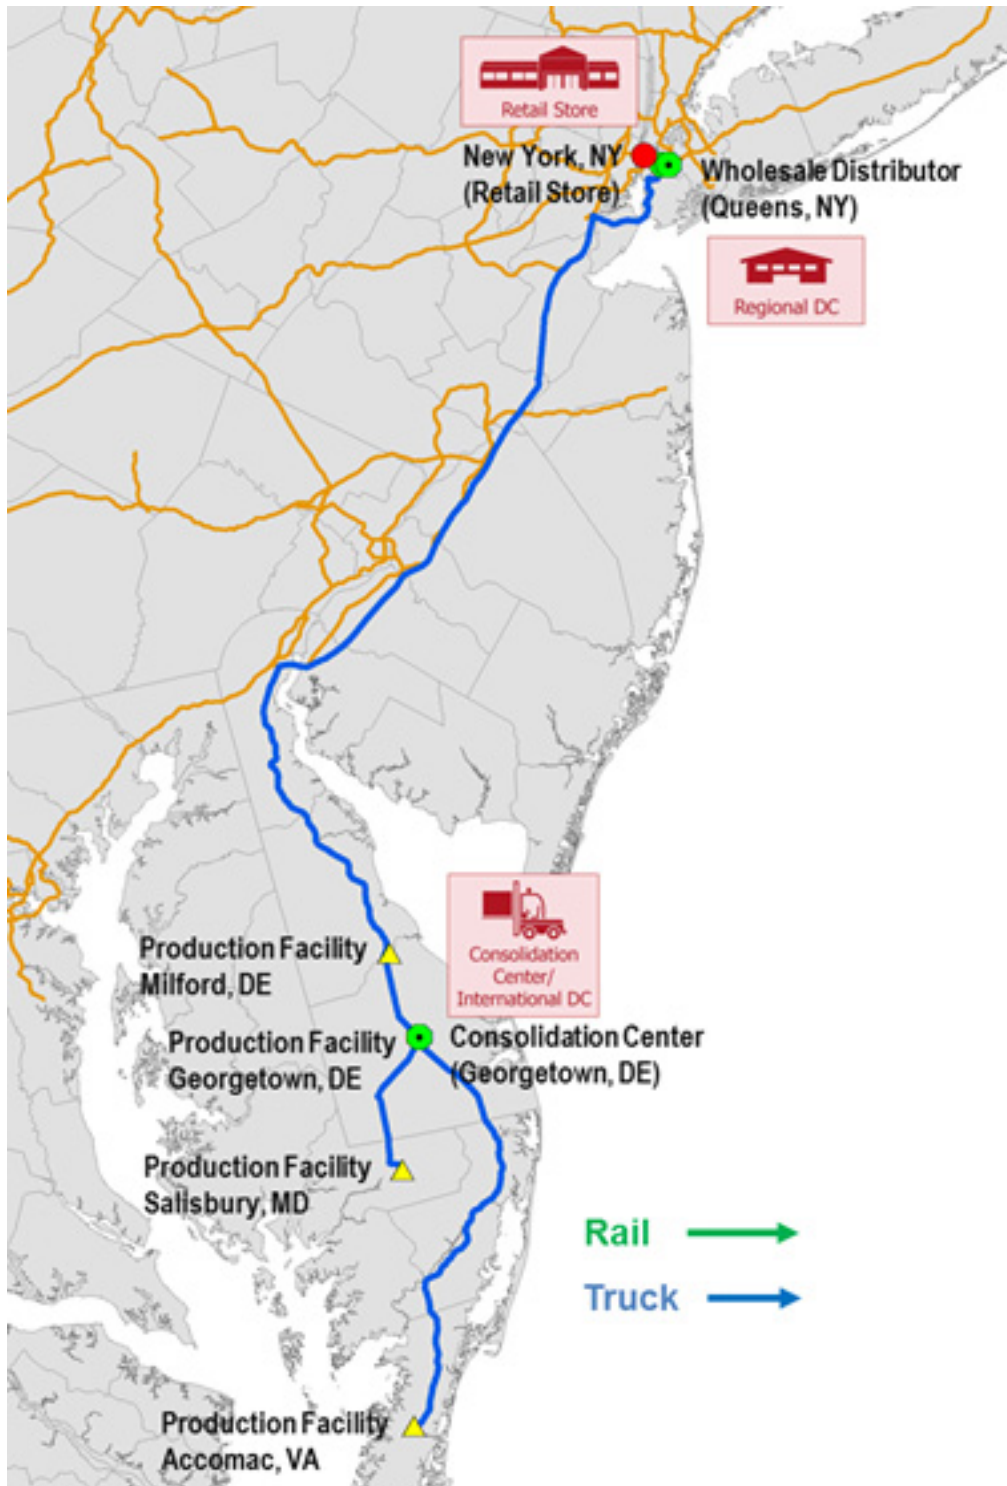 Retail Store
New York, NY
(Retail Store)
Wholesale Distributor
(Queens, NY)
Regional DC
Production Facility
Milford, DE
Consolidation
Center/
International DC
Production Facility
Georgetown, DE
Consolidation Center
(Georgetown, DE)
Production Facility
Salisbury, MD
Rail
Truck
Production Facility
Accomac, VA